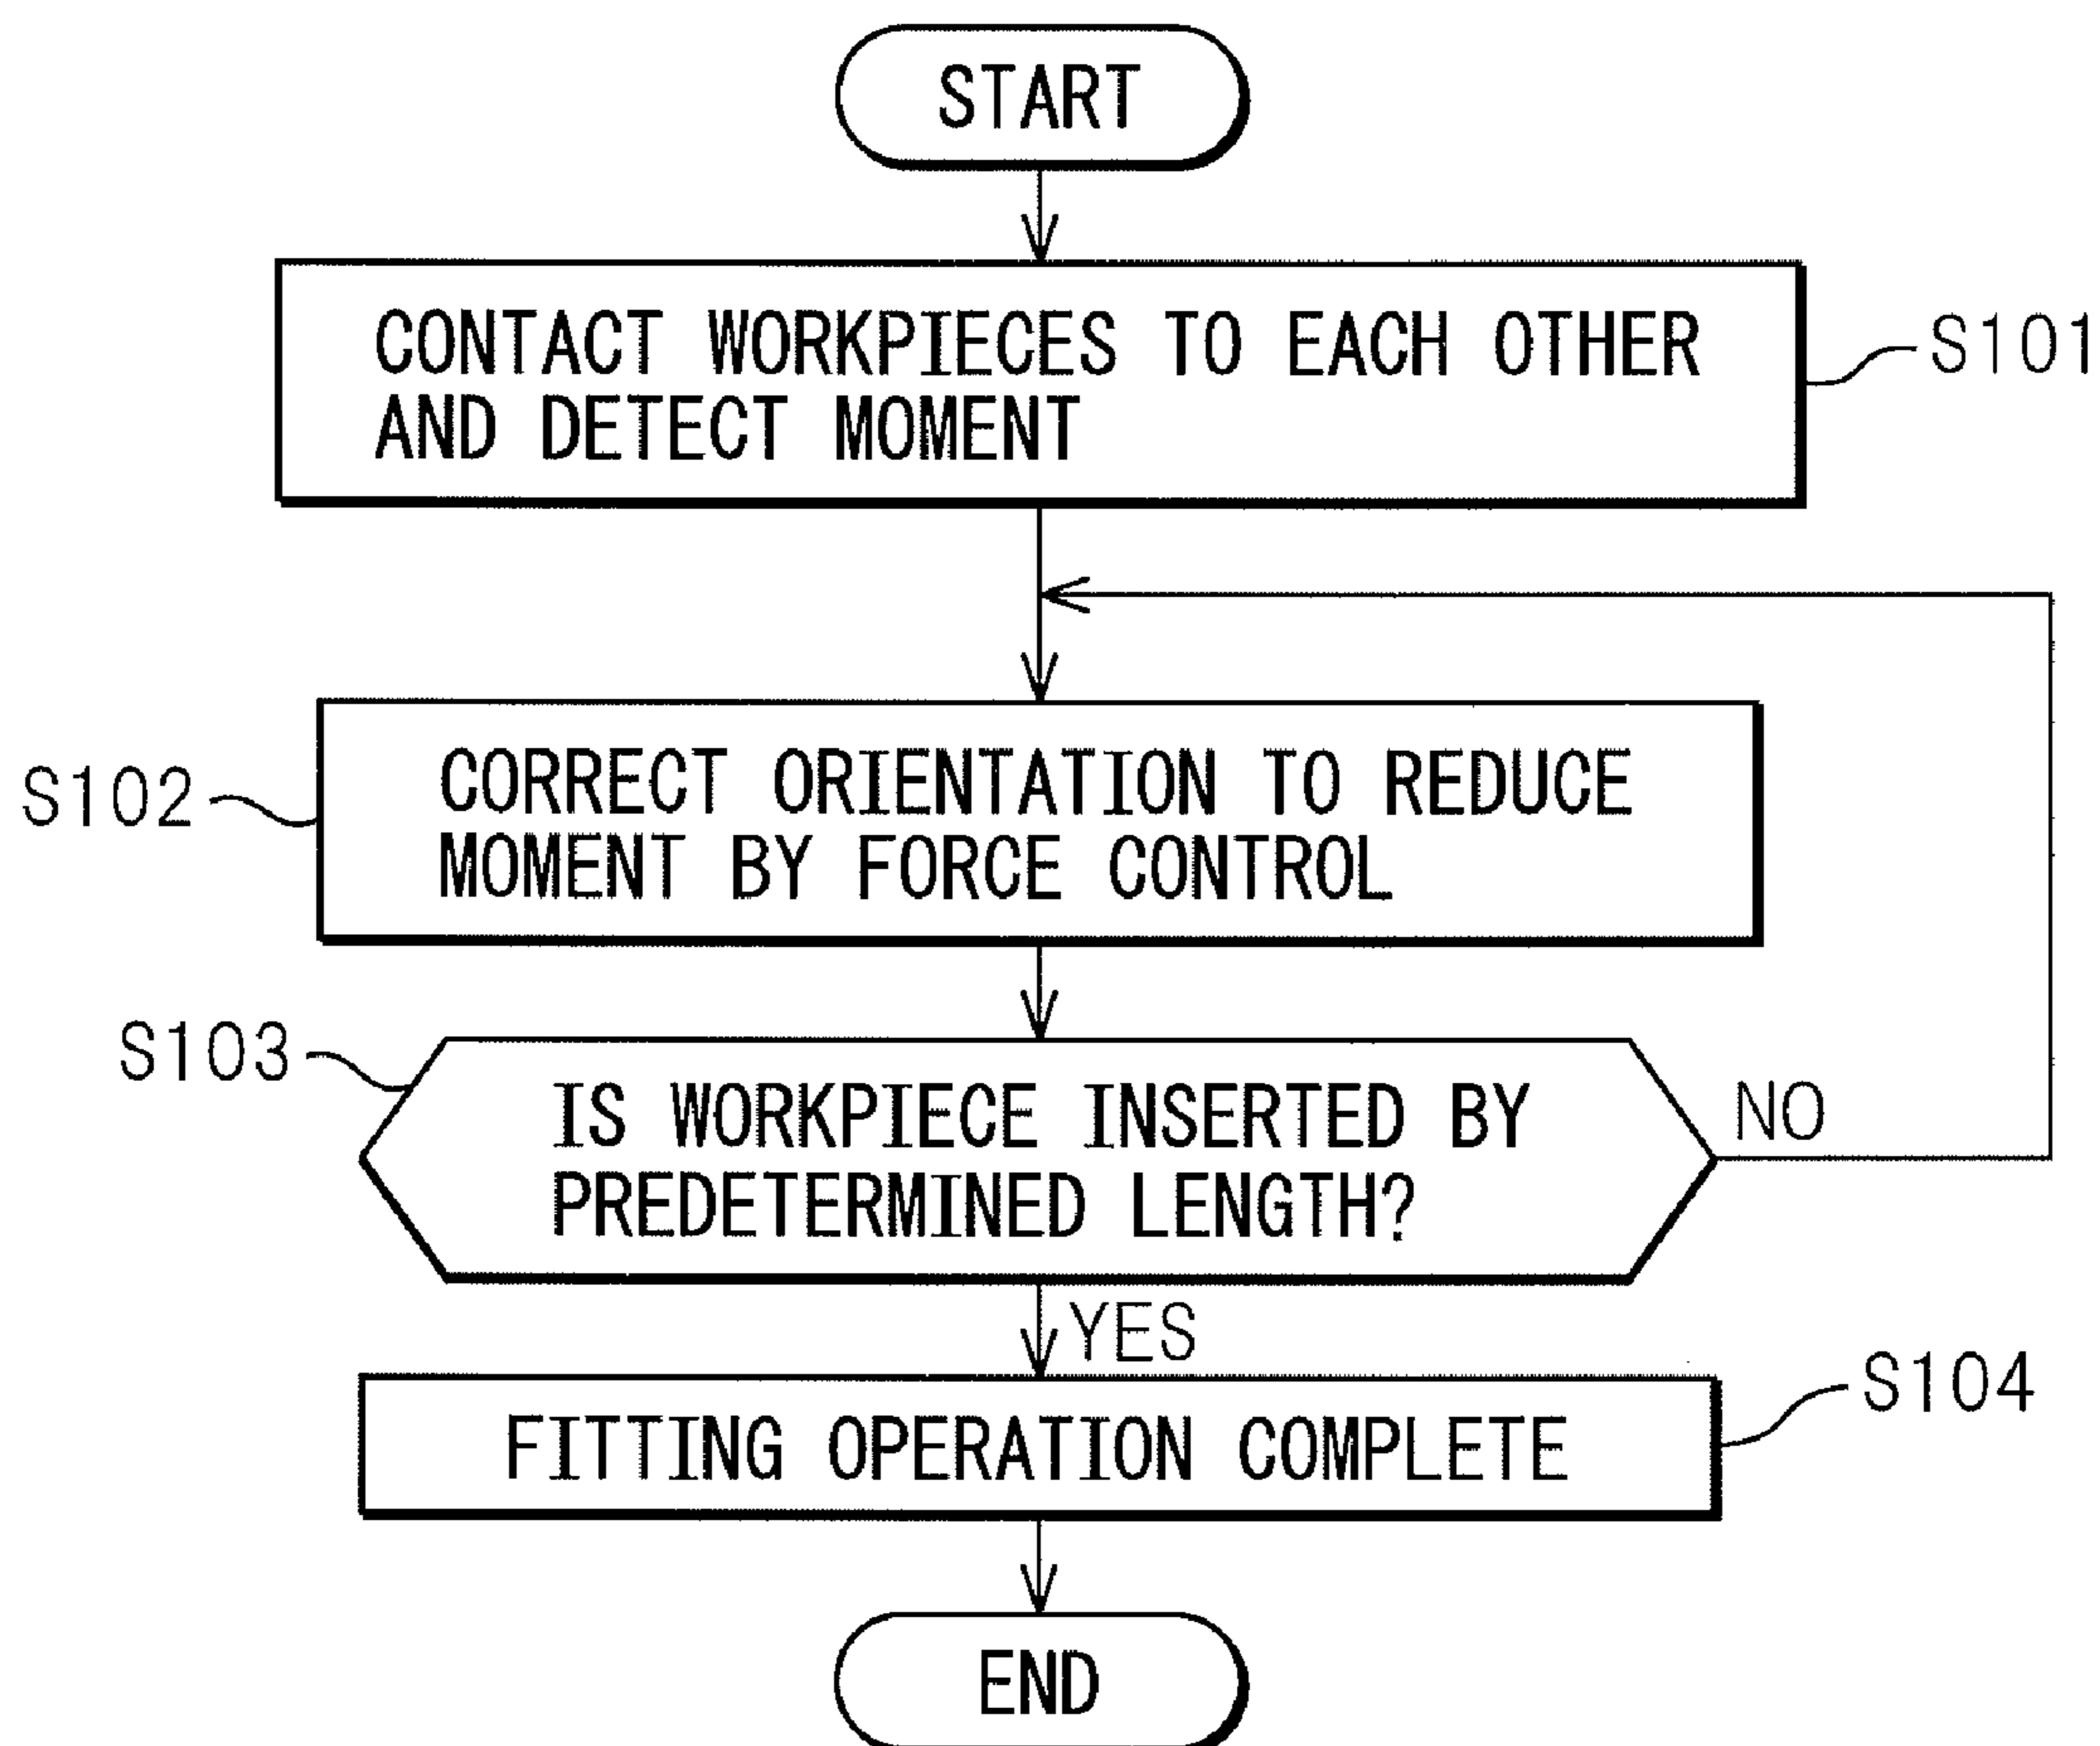 START
CONTACT WORKPIECES TO EACH OTHER
AND DETECT MOMENT
S101
CORRECT ORIENTATION TO REDUCE
MOMENT BY FORCE CONTROL
S102
S103
IS WORKPIECE INSERTED BY
PREDETERMINED LENGTH?
NO
YES
FITTING OPERATION COMPLETE
S104
END